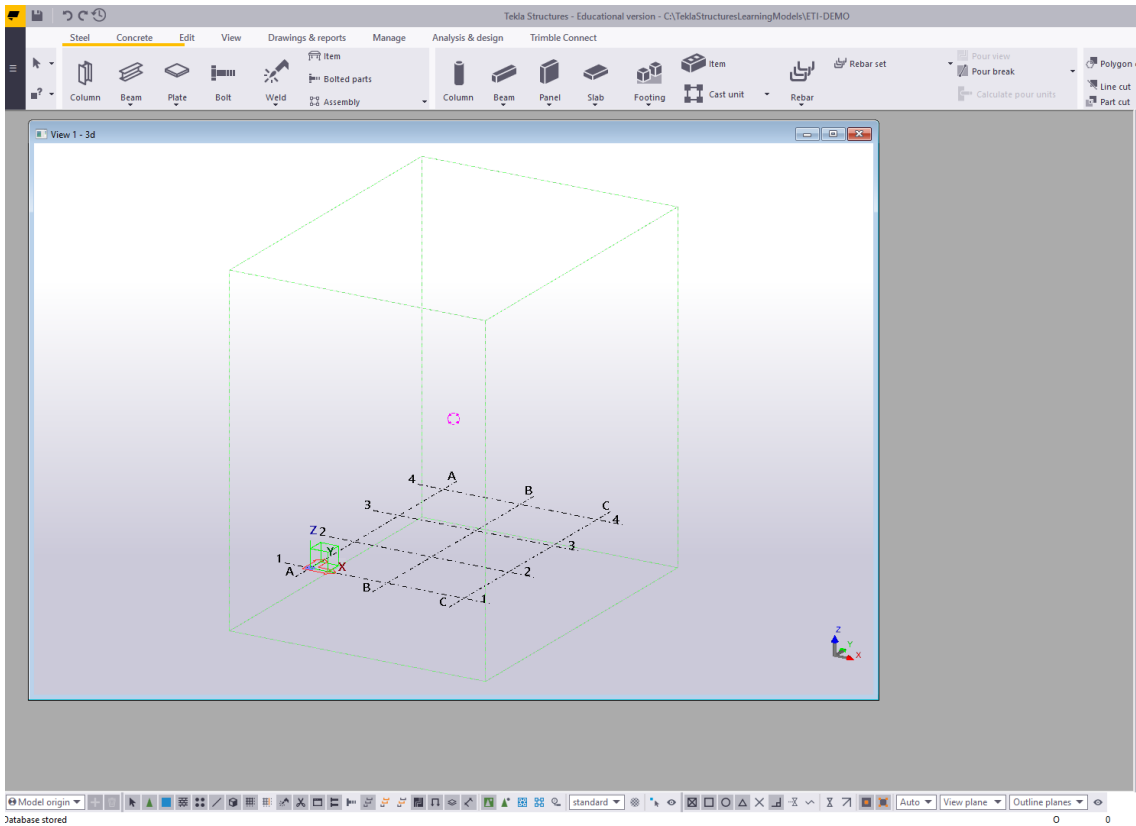 Tekla Structures - Educational version - C:\TeklaStructuresLearningModels\ETI-DEMO
Steel Concrete Edit View Drawings & reports Manage Analysis & design Trimble Connect
Item
Bolted parts
Assembly
Column Beam Plate Bolt Weld
Column Beam Panel Slab Footing
Item
Cast unit
Rebar
Rebar set
Pour view
Pour break
Calculate pour units
Polygon
Line cut
Part cut
View 1 - 3d
4 A
B
3
C
4
Z 2
3
1 Y
A X
2
B
C 1
Z
Y
X
Model origin
standard
Auto
View plane
Outline planes
Database stored
O 0